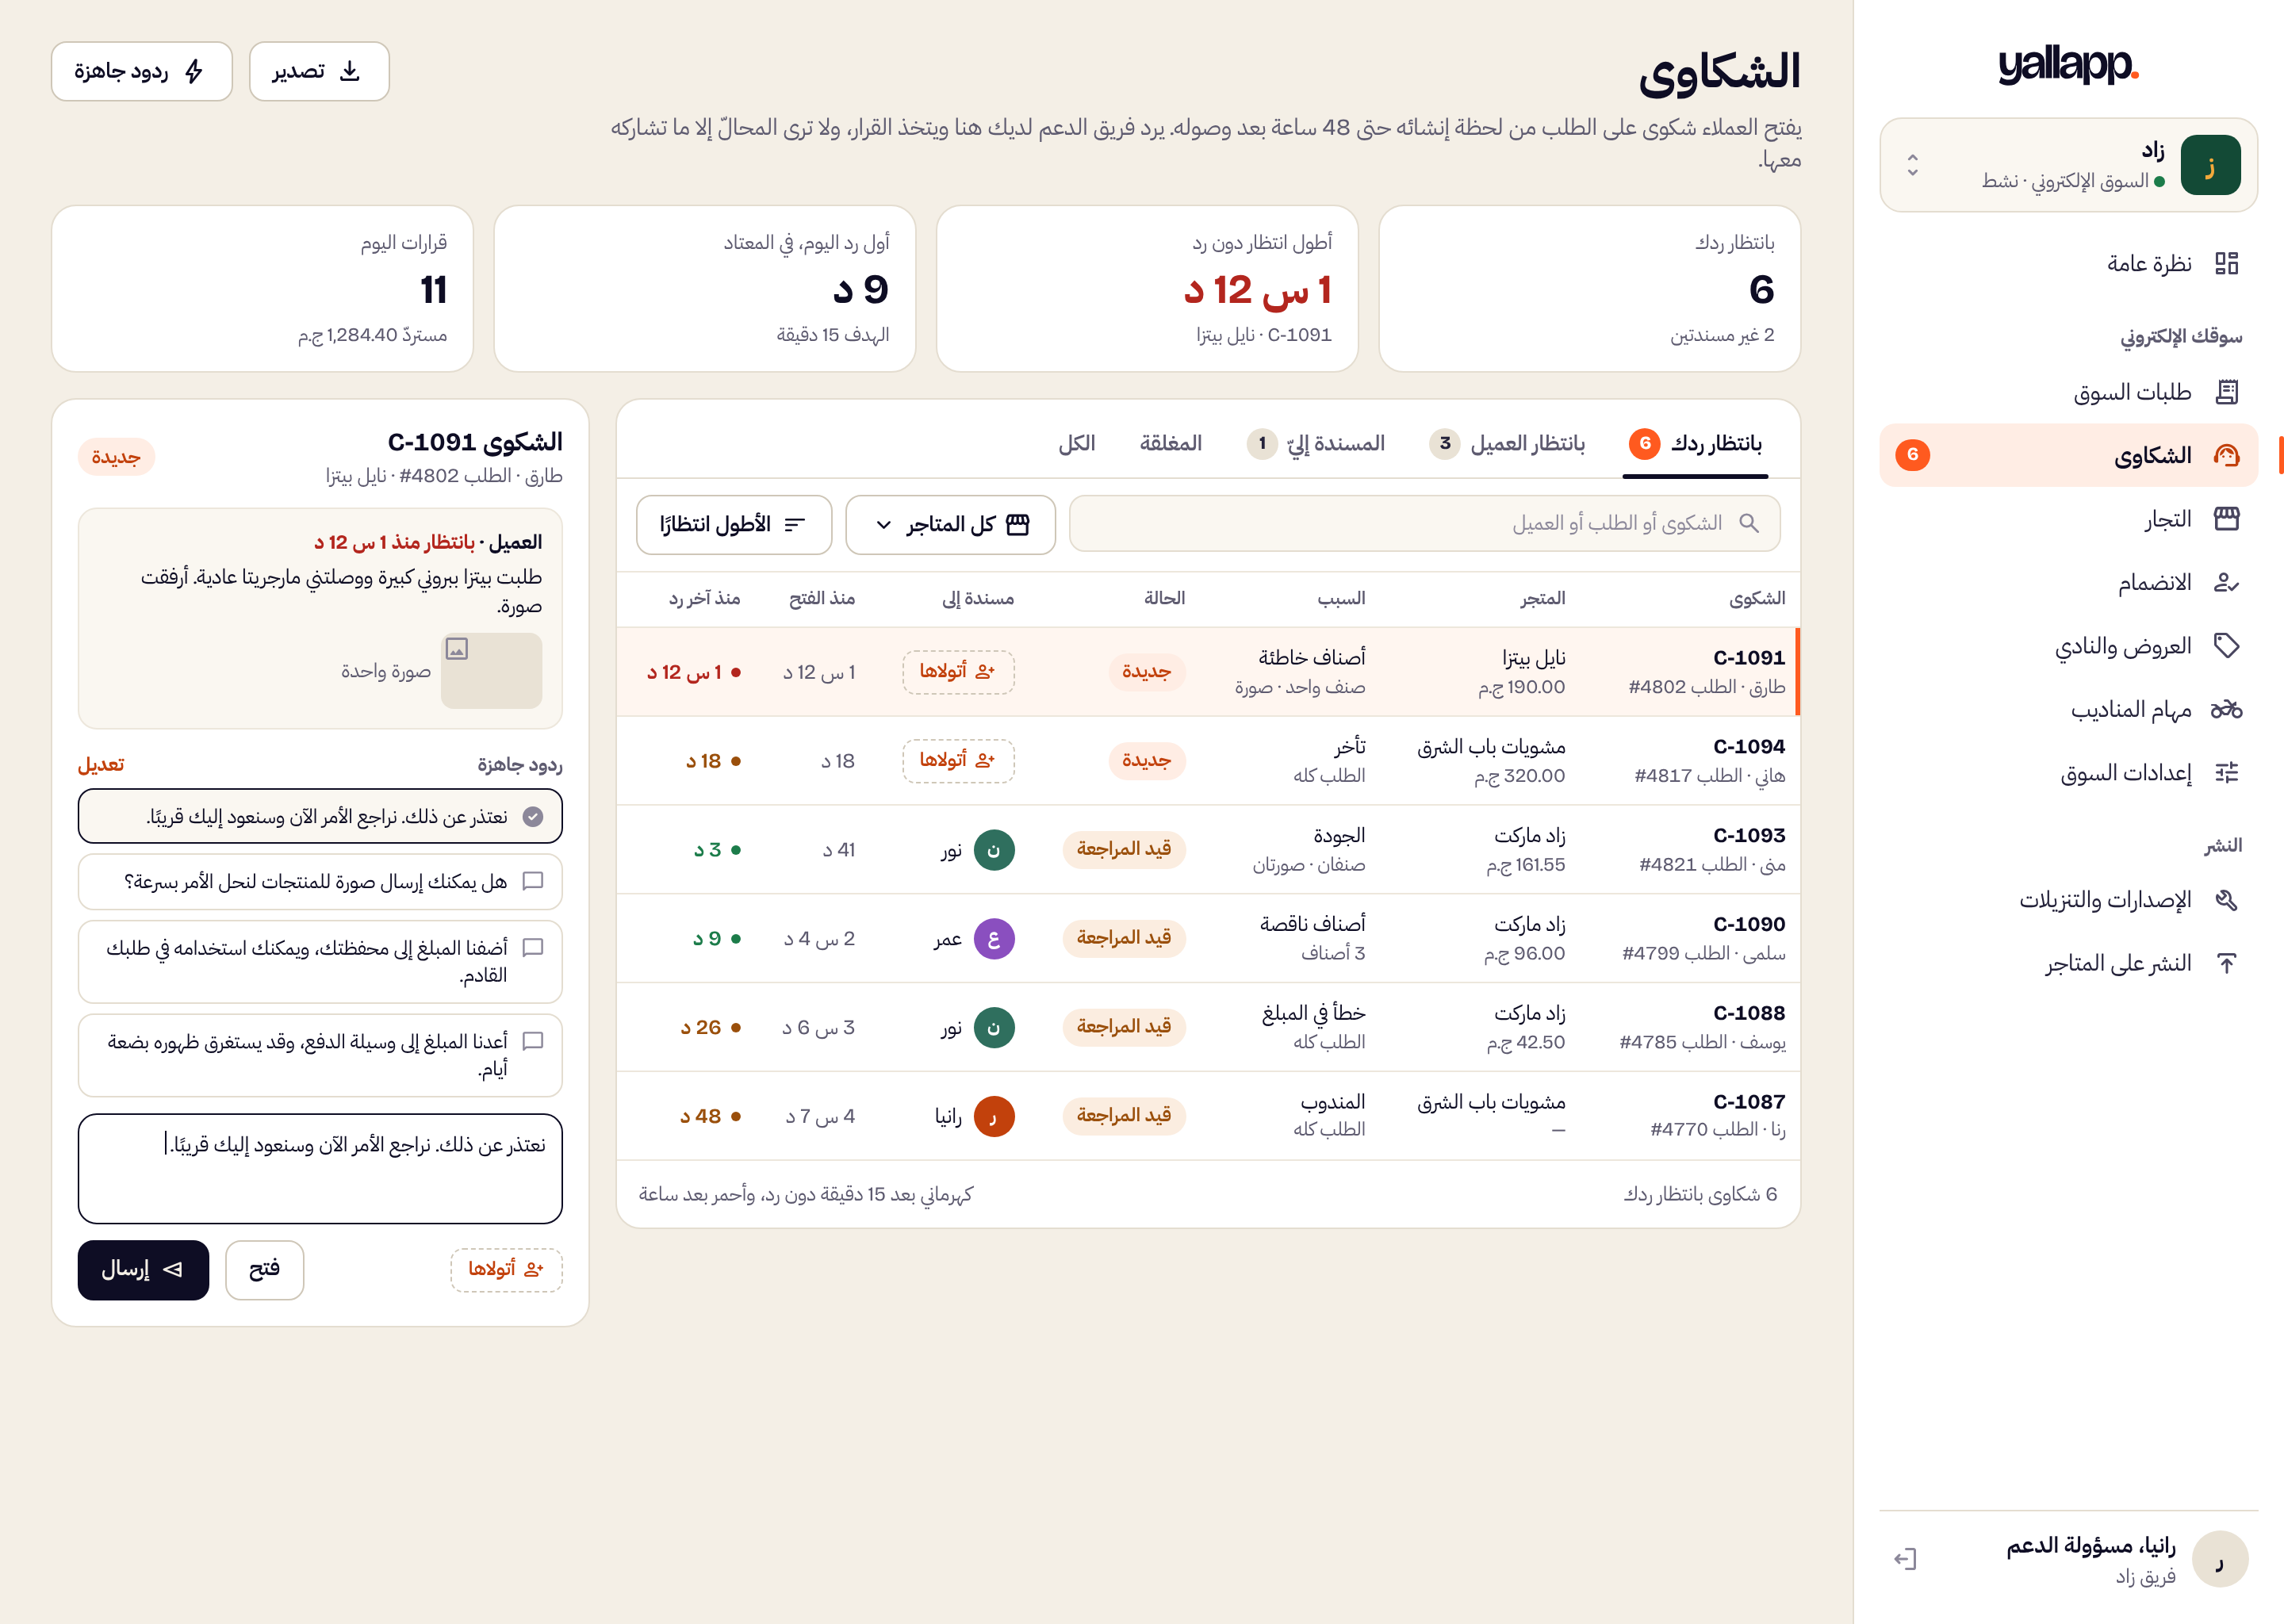 yallapp.
ز
زاد
السوق الإلكتروني · نشط
نظرة عامة
سوقك الإلكتروني
طلبات السوق
الشكاوى
6
التجار
الانضمام
العروض والنادي
مهام المناديب
إعدادات السوق
النشر
الإصدارات والتنزيلات
النشر على المتاجر
ر
رانيا، مسؤولة الدعم
فريق زاد
الشكاوى
يفتح العملاء شكوى على الطلب من لحظة إنشائه حتى 48 ساعة بعد وصوله. يرد فريق الدعم لديك هنا ويتخذ القرار، ولا ترى المحالّ إلا ما تشاركه
معها.
تصدير
ردود جاهزة
بانتظار ردك
6
2 غير مسندتين
أطول انتظار دون رد
1 س 12 د
C-1091 · نايل بيتزا
أول رد اليوم، في المعتاد
9 د
الهدف 15 دقيقة
قرارات اليوم
11
مستردّ 1,284.40 ج.م
بانتظار ردك 6
بانتظار العميل 3
المسندة إليّ 1
المغلقة
الكل
الشكوى أو الطلب أو العميل
كل المتاجر
الأطول انتظارًا
الشكوى
المتجر
السبب
الحالة
مسندة إلى
منذ الفتح
منذ آخر رد
C-1091
طارق · الطلب #4802
نايل بيتزا
190.00 ج.م
أصناف خاطئة
صنف واحد · صورة
جديدة
أتولاها
1 س 12 د
1 س 12 د
C-1094
هاني · الطلب #4817
مشويات باب الشرق
320.00 ج.م
تأخر
الطلب كله
جديدة
أتولاها
18 د
18 د
C-1093
منى · الطلب #4821
زاد ماركت
161.55 ج.م
الجودة
صنفان · صورتان
قيد المراجعة
ن
نور
41 د
3 د
C-1090
سلمى · الطلب #4799
زاد ماركت
96.00 ج.م
أصناف ناقصة
3 أصناف
قيد المراجعة
ع
عمر
2 س 4 د
9 د
C-1088
يوسف · الطلب #4785
زاد ماركت
42.50 ج.م
خطأ في المبلغ
الطلب كله
قيد المراجعة
ن
نور
3 س 6 د
26 د
C-1087
رنا · الطلب #4770
مشويات باب الشرق
—
المندوب
الطلب كله
قيد المراجعة
ر
رانيا
4 س 7 د
48 د
6 شكاوى بانتظار ردك
كهرماني بعد 15 دقيقة دون رد، وأحمر بعد ساعة
الشكوى C-1091
طارق · الطلب #4802 · نايل بيتزا
جديدة
العميل · بانتظار منذ 1 س 12 د
طلبت بيتزا ببروني كبيرة ووصلتني مارجريتا عادية. أرفقت
صورة.
صورة واحدة
ردود جاهزة
تعديل
نعتذر عن ذلك. نراجع الأمر الآن وسنعود إليك قريبًا.
هل يمكنك إرسال صورة للمنتجات لنحل الأمر بسرعة؟
أضفنا المبلغ إلى محفظتك، ويمكنك استخدامه في طلبك
القادم.
أعدنا المبلغ إلى وسيلة الدفع، وقد يستغرق ظهوره بضعة
أيام.
نعتذر عن ذلك. نراجع الأمر الآن وسنعود إليك قريبًا.
أتولاها
فتح
إرسال